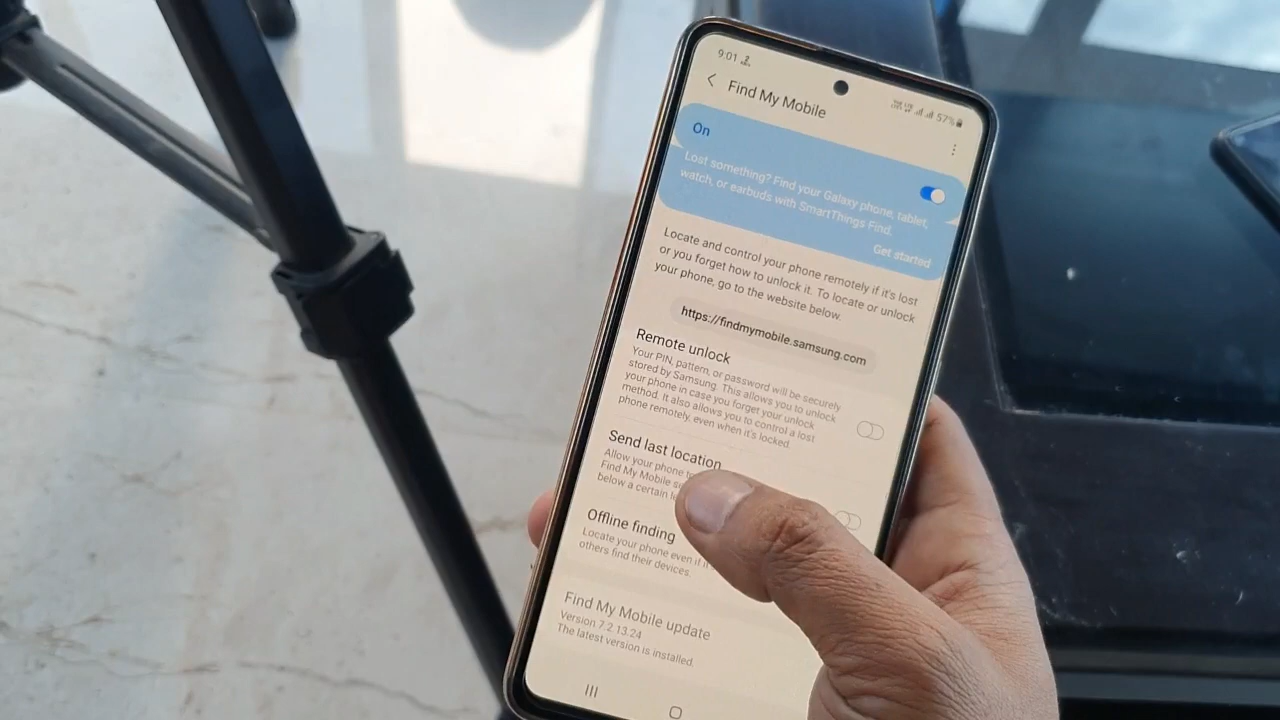 9:01
57%
Find My Mobile
On
Lost something? Find your Galaxy phone, tablet,
watch, or earbuds with SmartThings Find.
Get started
Locate and control your phone remotely if it's lost
or you forget how to unlock it. To locate or unlock
your phone, go to the website below.
https://findmymobile.samsung.com
Remote unlock
Your PIN, pattern, or password will be securely
stored by Samsung. This allows you to unlock
your phone in case you forget your unlock
method. It also allows you to control a lost
phone remotely, even when it's locked.
Send last location
Allow your phone
Find My Mobile
below a certain
Offline finding
Locate your phone even if
others find their devices.
Find My Mobile update
Version 7.2.13.24
The latest version is installed.